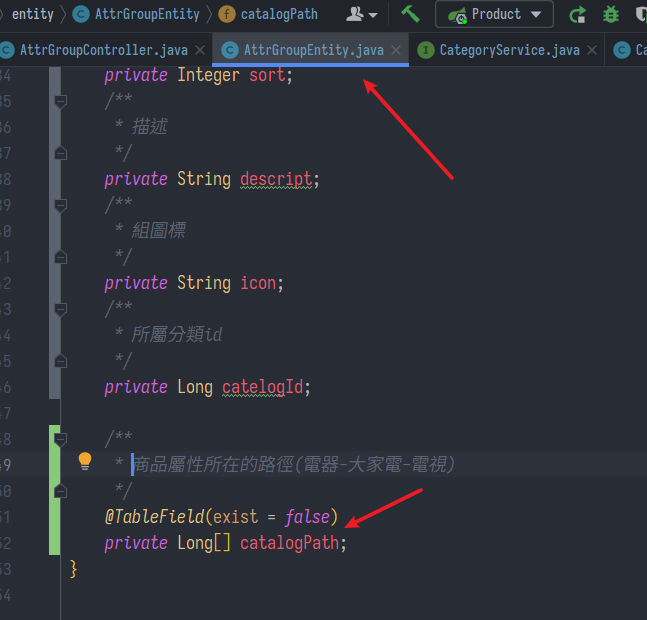 entity AttrGroupEntity catalogPath Product
AttrGroupController.java AttrGroupEntity.java CategoryService.java Ca
34 private Integer sort;
35 /**
36 * 描述
37 */
38 private String descript;
39 /**
40 * 組圖標
41 */
42 private String icon;
43 /**
44 * 所屬分類id
45 */
46 private Long catelogId;
47
48 /**
49 * 商品屬性所在的路徑(電器-大家電-電視)
50 */
51 @TableField(exist = false)
52 private Long[] catalogPath;
53 }
54